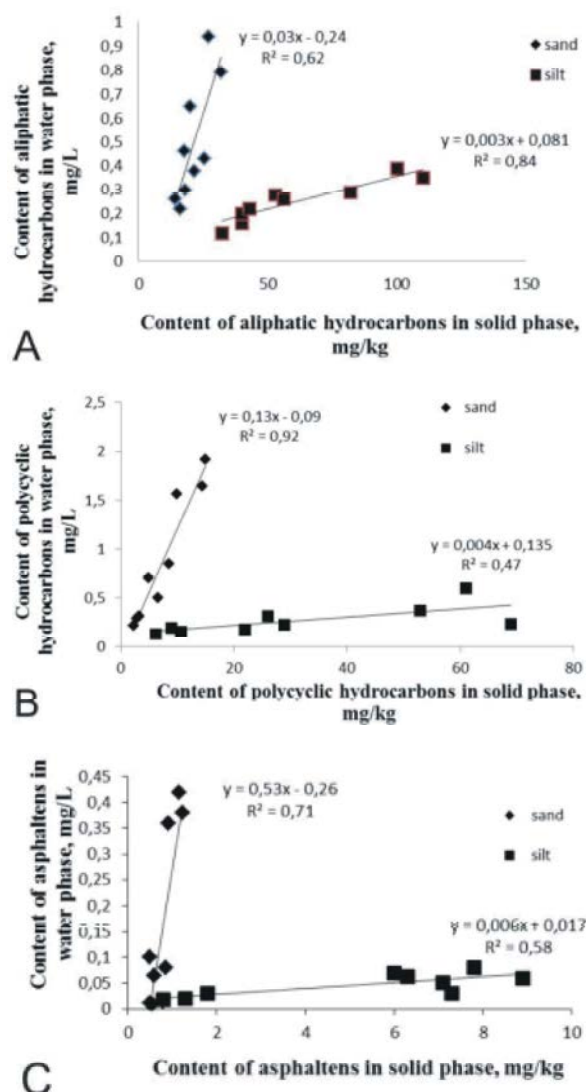 Content of aliphatic
hydrocarbons in water phase,
mg/L
1
0,9
0,8
0,7
0,6
0,5
0,4
0,3
0,2
0,1
0
y = 0,03x - 0,24
R² = 0,62
sand
silt
y = 0,003x + 0,081
R² = 0,84
0
50
100
150
Content of aliphatic hydrocarbons in solid phase,
mg/kg
A
Content of polycyclic
hydrocarbons in water phase,
mg/L
2,5
2
1,5
1
0,5
0
y = 0,13x - 0,09
R² = 0,92
sand
silt
y = 0,004x + 0,135
R² = 0,47
0
20
40
60
80
Content of polycyclic hydrocarbons in solid phase,
mg/kg
B
Content of asphaltens in
water phase, mg/L
0,45
0,4
0,35
0,3
0,25
0,2
0,15
0,1
0,05
0
y = 0,53x - 0,26
R² = 0,71
sand
silt
y = 0,006x + 0,017
R² = 0,58
0
2
4
6
8
10
Content of asphaltens in solid phase, mg/kg
C